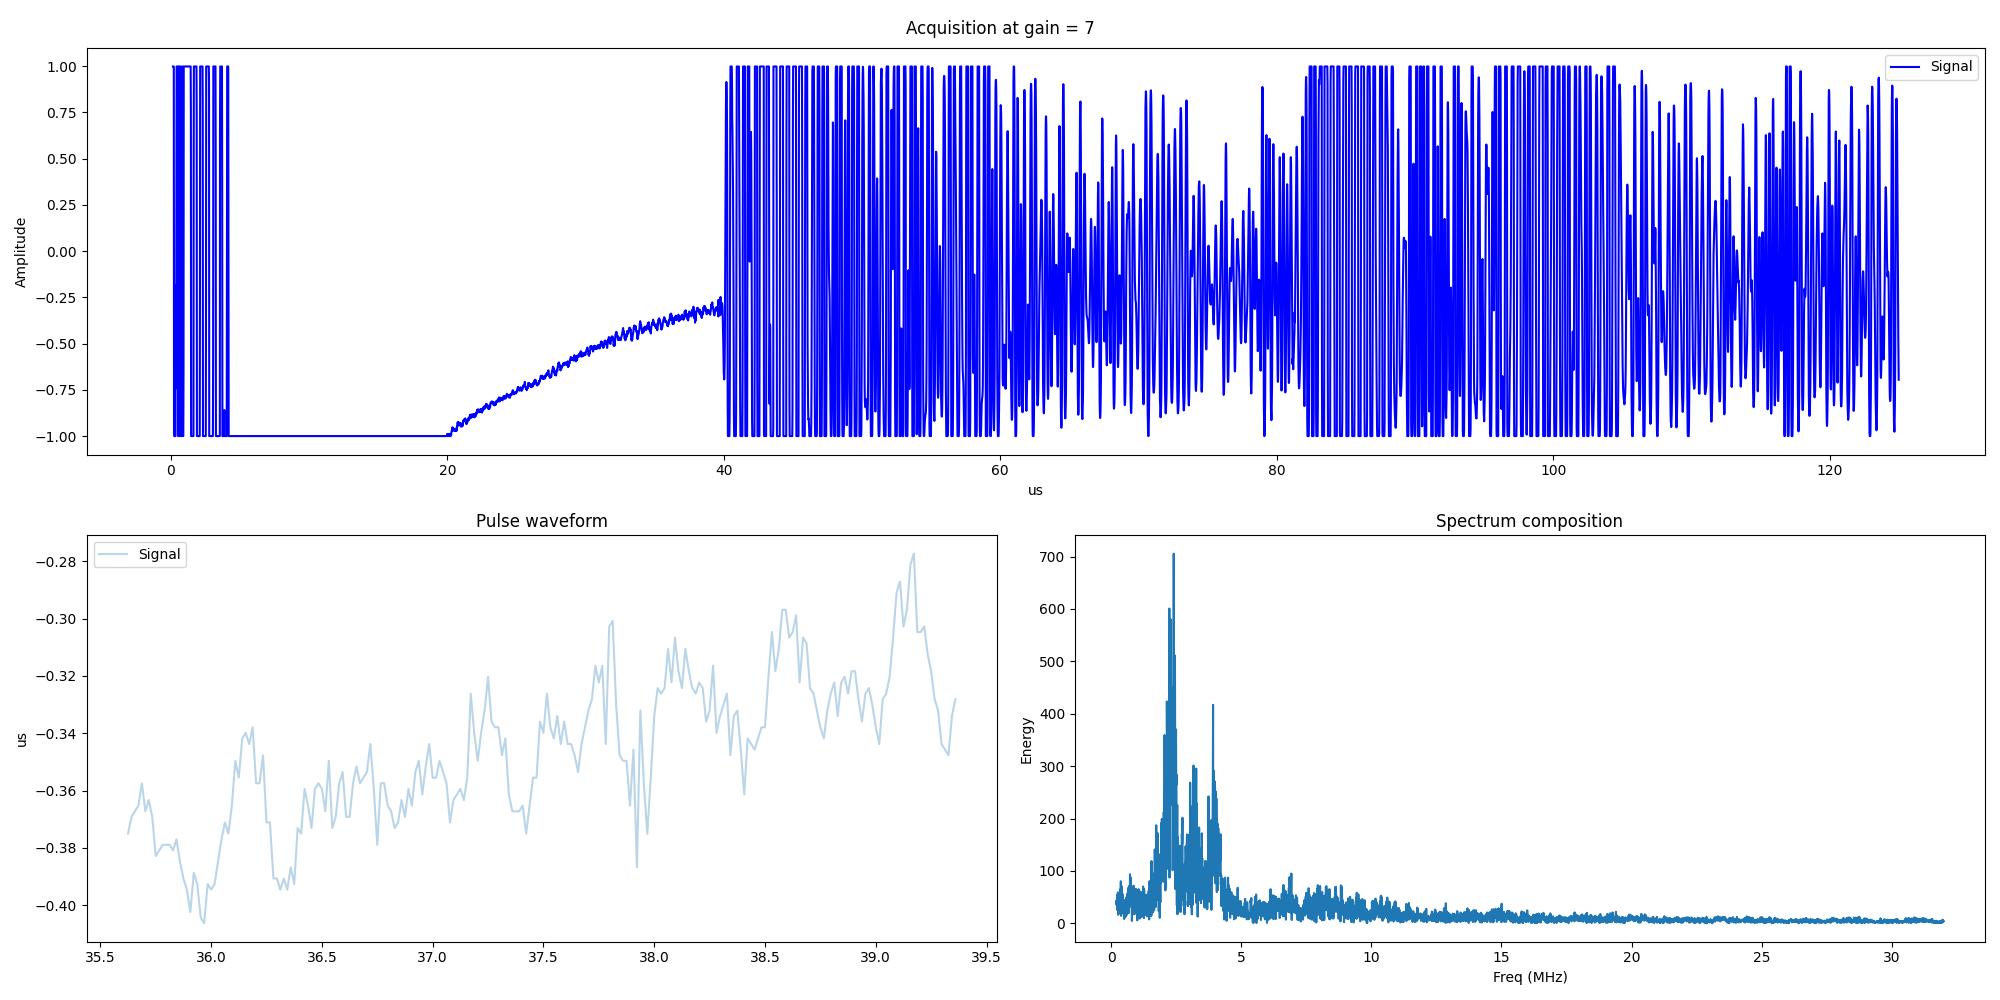 Acquisition at gain = 7
Amplitude
1.00
0.75
0.50
0.25
0.00
−0.25
−0.50
−0.75
−1.00
Signal
0 20 40 60 80 100 120
us
Pulse waveform
us
−0.28
−0.30
−0.32
−0.34
−0.36
−0.38
−0.40
Signal
35.5 36.0 36.5 37.0 37.5 38.0 38.5 39.0 39.5
Spectrum composition
Energy
700
600
500
400
300
200
100
0
0 5 10 15 20 25 30
Freq (MHz)